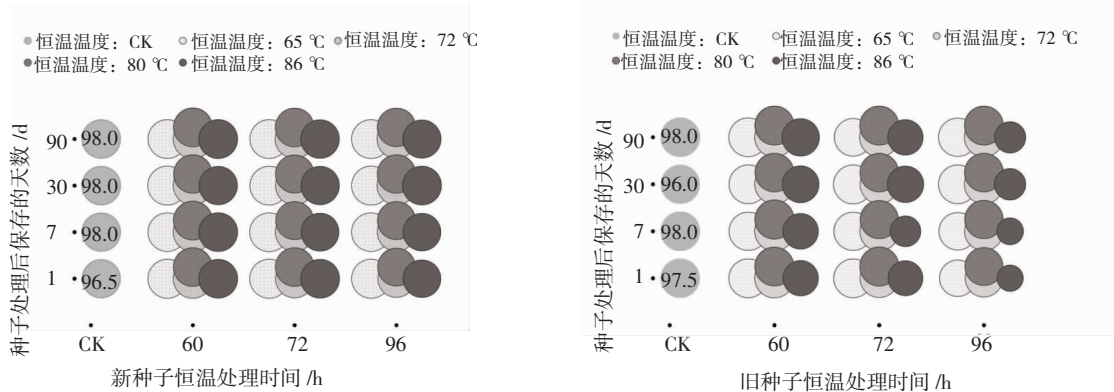 恒温温度：CK 恒温温度：65 ℃ 恒温温度：72 ℃
恒温温度：80 ℃ 恒温温度：86 ℃
种子处理后保存的天数 /d
90 98.0
30 98.0
7 98.0
1 96.5
CK 60 72 96
新种子恒温处理时间 /h
恒温温度：CK 恒温温度：65 ℃ 恒温温度：72 ℃
恒温温度：80 ℃ 恒温温度：86 ℃
种子处理后保存的天数 /d
90 98.0
30 96.0
7 98.0
1 97.5
CK 60 72 96
旧种子恒温处理时间 /h